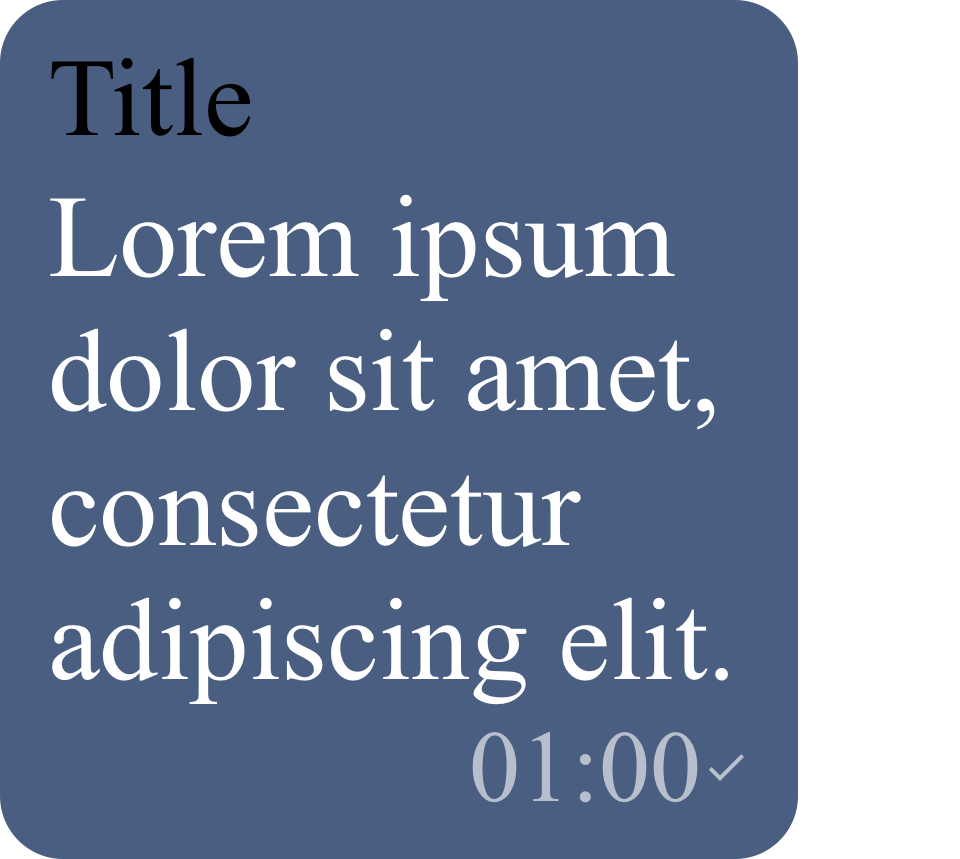 Title
Lorem ipsum
dolor sit amet,
consectetur
adipiscing elit.
01:00